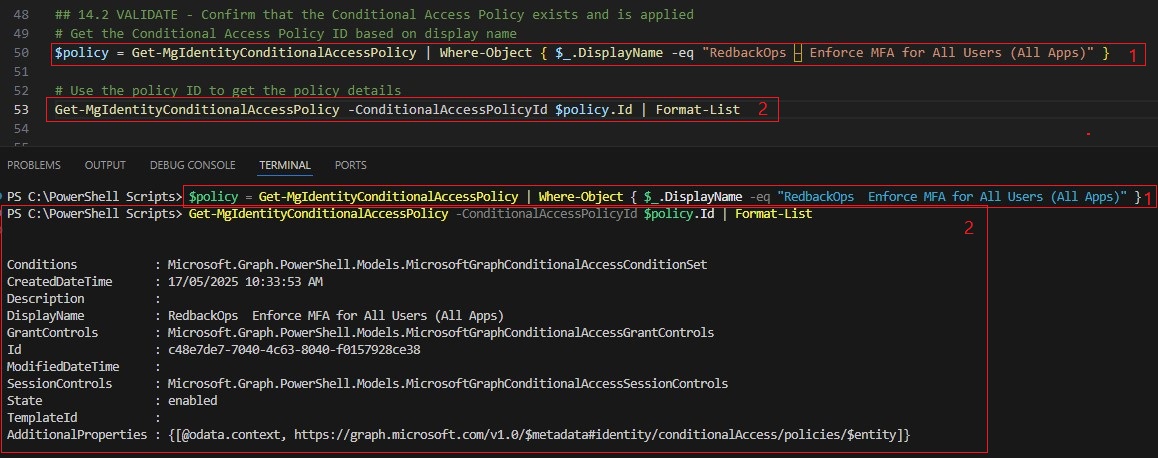 48 ## 14.2 VALIDATE - Confirm that the Conditional Access Policy exists and is applied
49 # Get the Conditional Access Policy ID based on display name
50 $policy = Get-MgIdentityConditionalAccessPolicy | Where-Object { $_.DisplayName -eq "RedbackOps – Enforce MFA for All Users (All Apps)" } 1
51
52 # Use the policy ID to get the policy details
53 Get-MgIdentityConditionalAccessPolicy -ConditionalAccessPolicyId $policy.Id | Format-List 2
54
PROBLEMS OUTPUT DEBUG CONSOLE TERMINAL PORTS
PS C:\PowerShell Scripts> $policy = Get-MgIdentityConditionalAccessPolicy | Where-Object { $_.DisplayName -eq "RedbackOps  Enforce MFA for All Users (All Apps)" } 1
PS C:\PowerShell Scripts> Get-MgIdentityConditionalAccessPolicy -ConditionalAccessPolicyId $policy.Id | Format-List
2
Conditions : Microsoft.Graph.PowerShell.Models.MicrosoftGraphConditionalAccessConditionSet
CreatedDateTime : 17/05/2025 10:33:53 AM
Description :
DisplayName : RedbackOps  Enforce MFA for All Users (All Apps)
GrantControls : Microsoft.Graph.PowerShell.Models.MicrosoftGraphConditionalAccessGrantControls
Id : c48e7de7-7040-4c63-8040-f0157928ce38
ModifiedDateTime :
SessionControls : Microsoft.Graph.PowerShell.Models.MicrosoftGraphConditionalAccessSessionControls
State : enabled
TemplateId :
AdditionalProperties : {[@odata.context, https://graph.microsoft.com/v1.0/$metadata#identity/conditionalAccess/policies/$entity]}